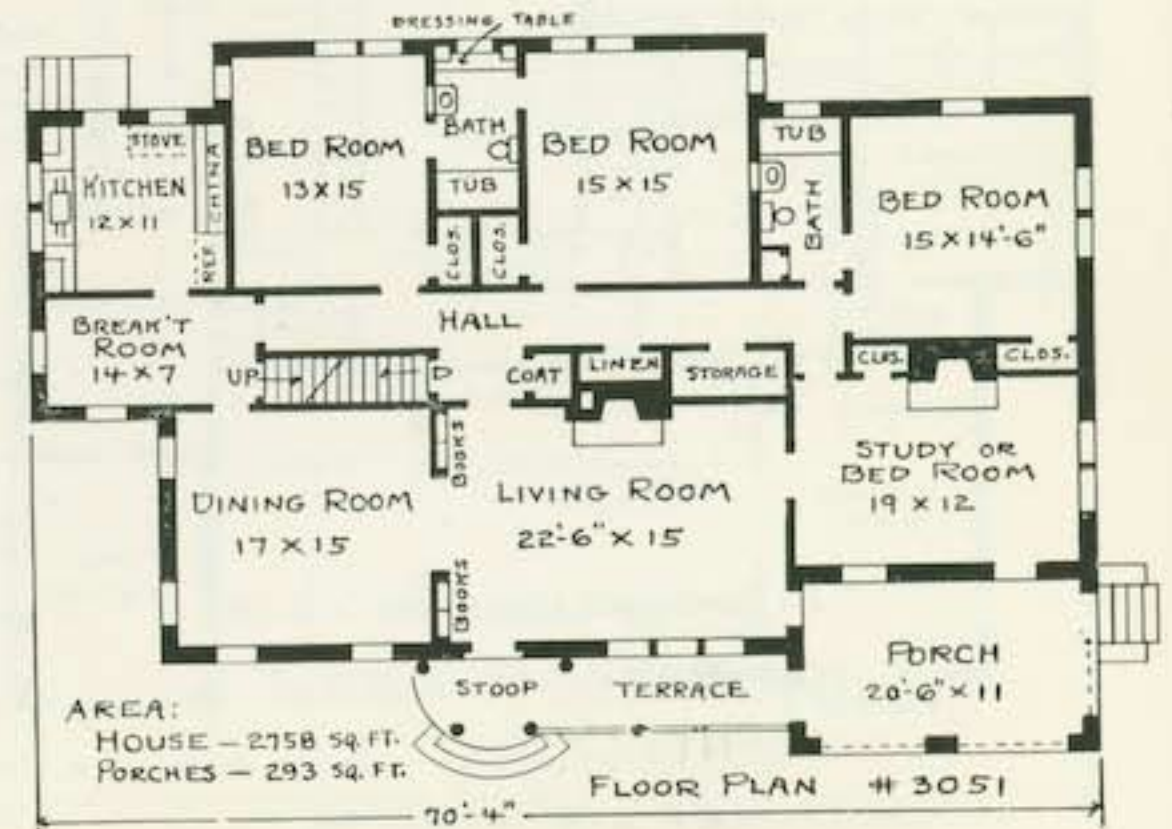 DRESSING TABLE
STOVE
KITCHEN
12 X 11
CHINA
REF.
BED ROOM
13 X 15
BATH
TUB
CLOS.
CLOS.
BED ROOM
15 X 15
TUB
BATH
BED ROOM
15 X 14'-6"
BREAK'T
ROOM
14 X 7
HALL
UP
D
COAT
LINEN
STORAGE
CLOS.
CLOS.
DINING ROOM
17 X 15
BOOKS
BOOKS
LIVING ROOM
22'-6" X 15
STUDY OR
BED ROOM
19 X 12
STOOP
TERRACE
PORCH
20'-6" X 11
AREA:
HOUSE — 2758 SQ. FT.
PORCHES — 293 SQ. FT.
FLOOR PLAN # 3051
70'-4"